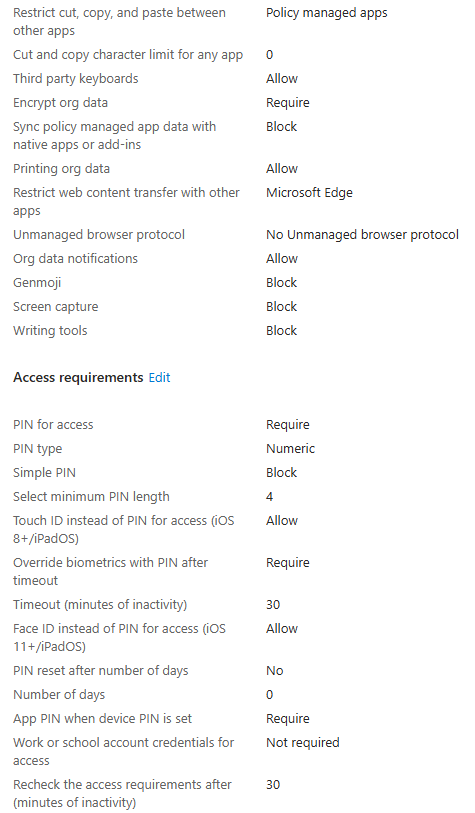 Restrict cut, copy, and paste between Policy managed apps
other apps
Cut and copy character limit for any app 0
Third party keyboards Allow
Encrypt org data Require
Sync policy managed app data with Block
native apps or add-ins
Printing org data Allow
Restrict web content transfer with other Microsoft Edge
apps
Unmanaged browser protocol No Unmanaged browser protocol
Org data notifications Allow
Genmoji Block
Screen capture Block
Writing tools Block
Access requirements Edit
PIN for access Require
PIN type Numeric
Simple PIN Block
Select minimum PIN length 4
Touch ID instead of PIN for access (iOS Allow
8+/iPadOS)
Override biometrics with PIN after Require
timeout
Timeout (minutes of inactivity) 30
Face ID instead of PIN for access (iOS Allow
11+/iPadOS)
PIN reset after number of days No
Number of days 0
App PIN when device PIN is set Require
Work or school account credentials for Not required
access
Recheck the access requirements after 30
(minutes of inactivity)